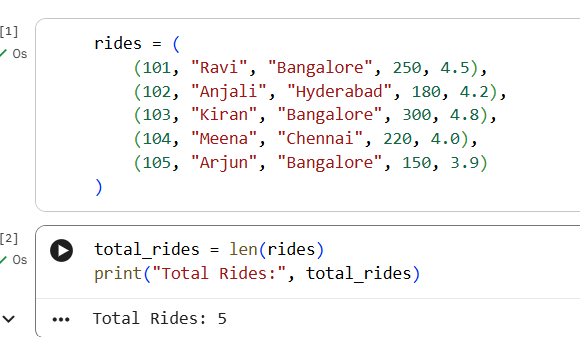 [1]
0s
rides = (
    (101, "Ravi", "Bangalore", 250, 4.5),
    (102, "Anjali", "Hyderabad", 180, 4.2),
    (103, "Kiran", "Bangalore", 300, 4.8),
    (104, "Meena", "Chennai", 220, 4.0),
    (105, "Arjun", "Bangalore", 150, 3.9)
)
[2]
0s
total_rides = len(rides)
print("Total Rides:", total_rides)
Total Rides: 5